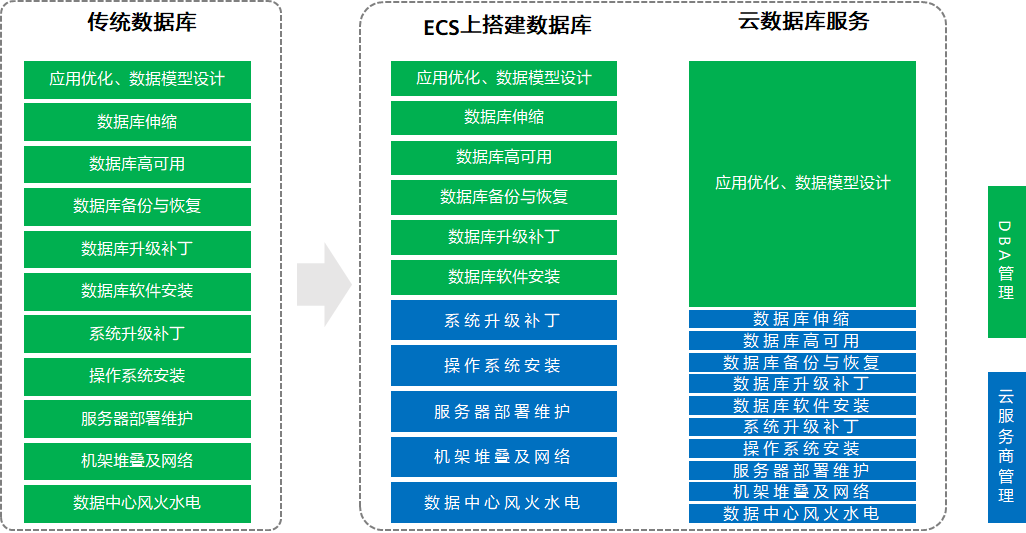 传统数据库
应用优化、数据模型设计
数据库伸缩
数据库高可用
数据库备份与恢复
数据库升级补丁
数据库软件安装
系统升级补丁
操作系统安装
服务器部署维护
机架堆叠及网络
数据中心风火水电
ECS上搭建数据库
应用优化、数据模型设计
数据库伸缩
数据库高可用
数据库备份与恢复
数据库升级补丁
数据库软件安装
系统升级补丁
操作系统安装
服务器部署维护
机架堆叠及网络
数据中心风火水电
云数据库服务
应用优化、数据模型设计
数据库伸缩
数据库高可用
数据库备份与恢复
数据库升级补丁
数据库软件安装
系统升级补丁
操作系统安装
服务器部署维护
机架堆叠及网络
数据中心风火水电
DBA管理
云服务商管理